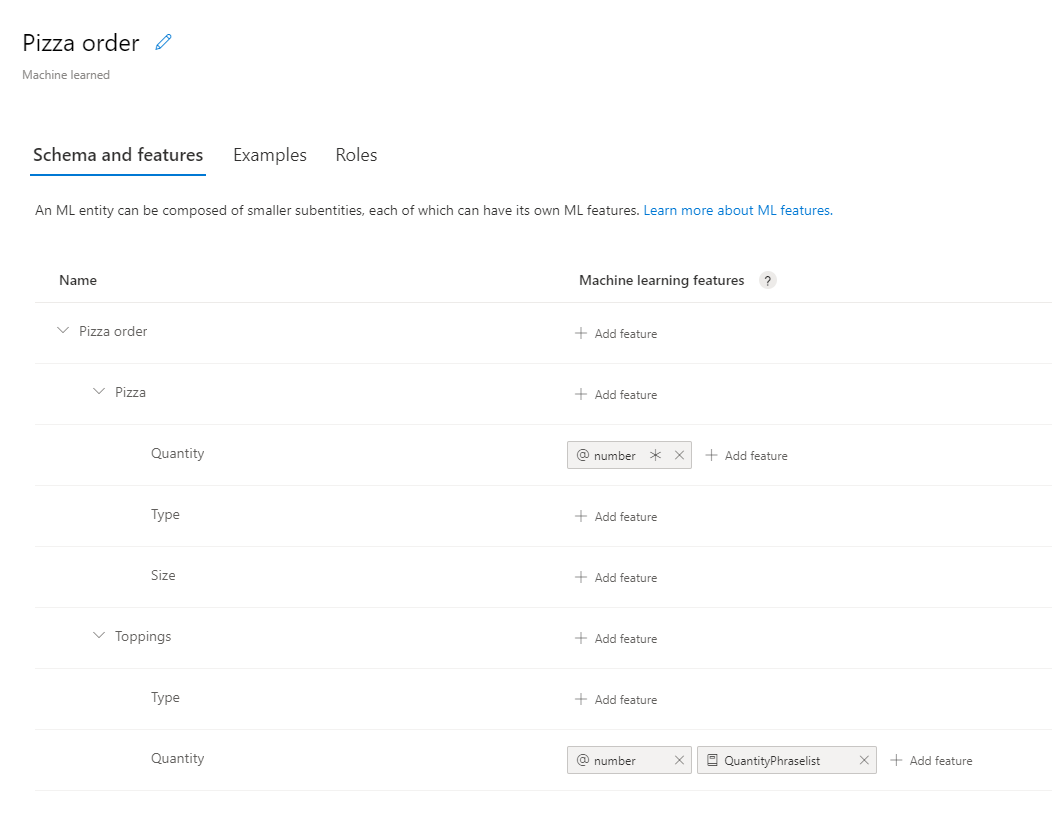 Pizza order
Machine learned
Schema and features Examples Roles
An ML entity can be composed of smaller subentities, each of which can have its own ML features. Learn more about ML features.
Name Machine learning features ?
Pizza order + Add feature
Pizza + Add feature
Quantity @ number * × + Add feature
Type + Add feature
Size + Add feature
Toppings + Add feature
Type + Add feature
Quantity @ number × QuantityPhraselist × + Add feature